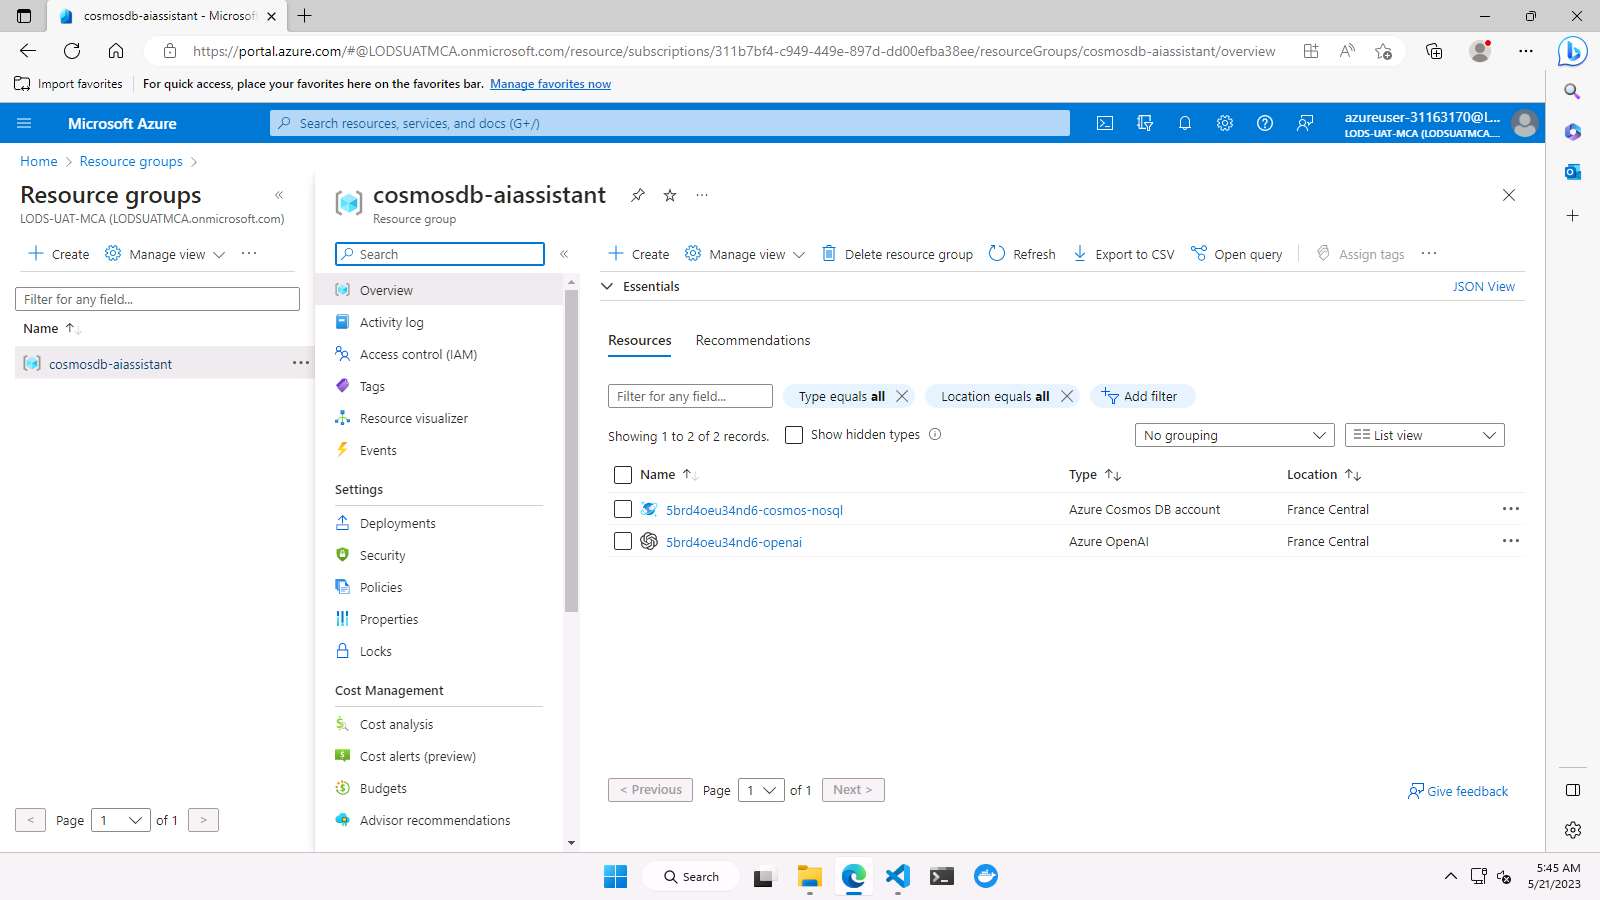 cosmosdb-aiassistant - Microsof
https://portal.azure.com/#@LODSUATMCA.onmicrosoft.com/resource/subscriptions/311b7bf4-c949-449e-897d-dd00efba38ee/resourceGroups/cosmosdb-aiassistant/overview
Import favorites
For quick access, place your favorites here on the favorites bar. Manage favorites now
Microsoft Azure
Search resources, services, and docs (G+/)
azureuser-31163170@L...
LODS-UAT-MCA (LODSUATMCA....
Home > Resource groups >
Resource groups
LODS-UAT-MCA (LODSUATMCA.onmicrosoft.com)
Create
Manage view
...
Filter for any field...
Name
cosmosdb-aiassistant
...
< Page 1 of 1 >
cosmosdb-aiassistant
...
Resource group
Search
Overview
Activity log
Access control (IAM)
Tags
Resource visualizer
Events
Settings
Deployments
Security
Policies
Properties
Locks
Cost Management
Cost analysis
Cost alerts (preview)
Budgets
Advisor recommendations
Create
Manage view
Delete resource group
Refresh
Export to CSV
Open query
Assign tags
...
Essentials
JSON View
Resources
Recommendations
Filter for any field...
Type equals all
Location equals all
Add filter
Showing 1 to 2 of 2 records.
Show hidden types
No grouping
List view
Name
Type
Location
5brd4oeu34nd6-cosmos-nosql
Azure Cosmos DB account
France Central
...
5brd4oeu34nd6-openai
Azure OpenAI
France Central
...
< Previous
Page 1 of 1
Next >
Give feedback
Search
5:45 AM
5/21/2023